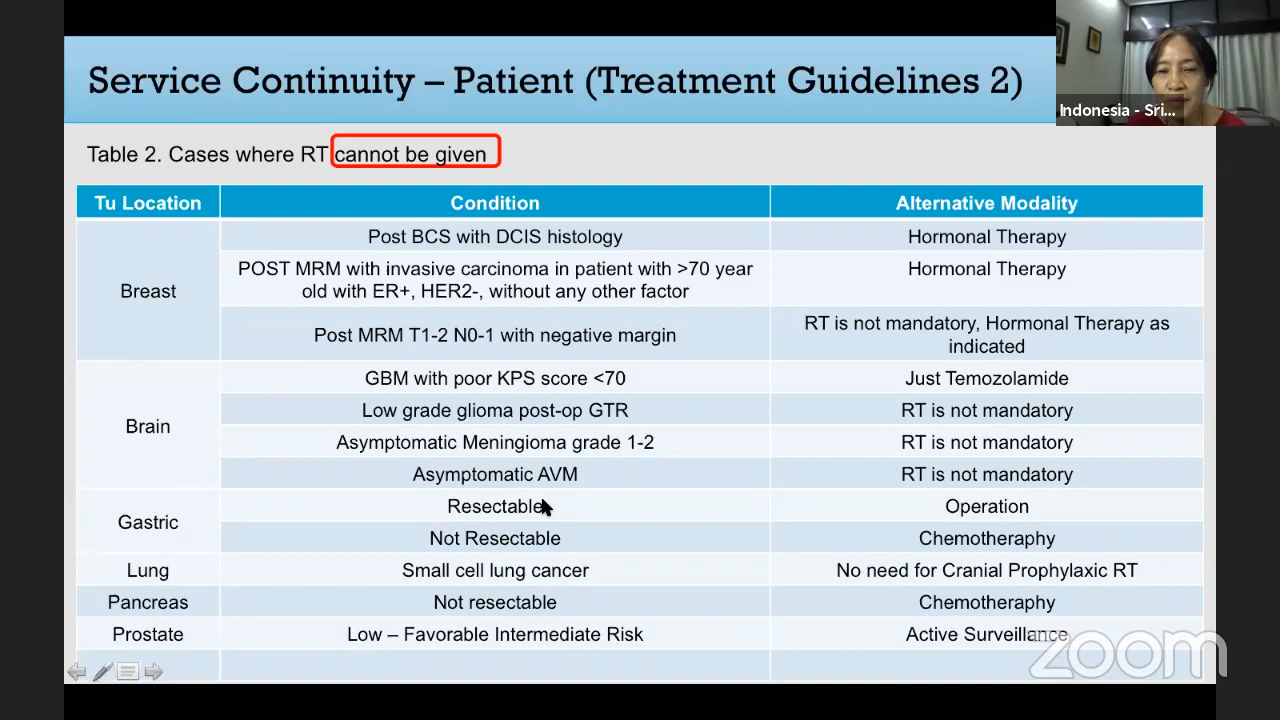 Service Continuity – Patient (Treatment Guidelines 2)
Indonesia - Sri...
Table 2. Cases where RT cannot be given
Tu Location Condition Alternative Modality
Breast
Post BCS with DCIS histology Hormonal Therapy
POST MRM with invasive carcinoma in patient with >70 year
old with ER+, HER2-, without any other factor
Hormonal Therapy
Post MRM T1-2 N0-1 with negative margin
RT is not mandatory, Hormonal Therapy as
indicated
Brain
GBM with poor KPS score <70 Just Temozolamide
Low grade glioma post-op GTR RT is not mandatory
Asymptomatic Meningioma grade 1-2 RT is not mandatory
Asymptomatic AVM RT is not mandatory
Gastric
Resectable Operation
Not Resectable Chemotheraphy
Lung Small cell lung cancer No need for Cranial Prophylaxic RT
Pancreas Not resectable Chemotheraphy
Prostate Low – Favorable Intermediate Risk Active Surveillance
zoom